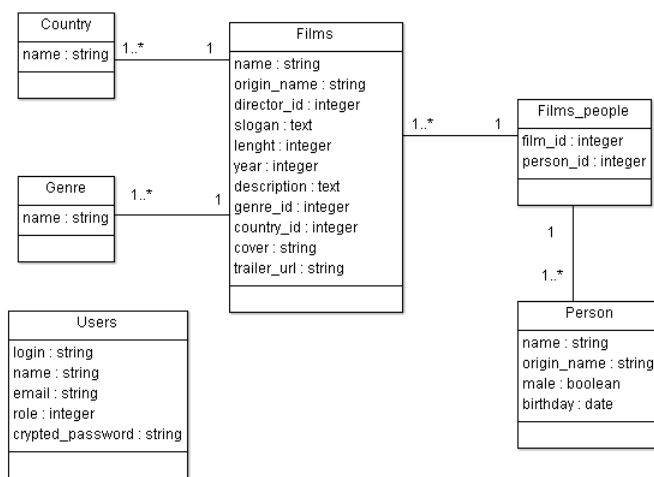 Country
name : string
1..*
1
Films
name : string
origin_name : string
director_id : integer
slogan : text
lenght : integer
year : integer
description : text
genre_id : integer
country_id : integer
cover : string
trailer_url : string
1..*
1
Films_people
film_id : integer
person_id : integer
Genre
name : string
1..*
1
1
1..*
Users
login : string
name : string
email : string
role : integer
crypted_password : string
Person
name : string
origin_name : string
male : boolean
birthday : date